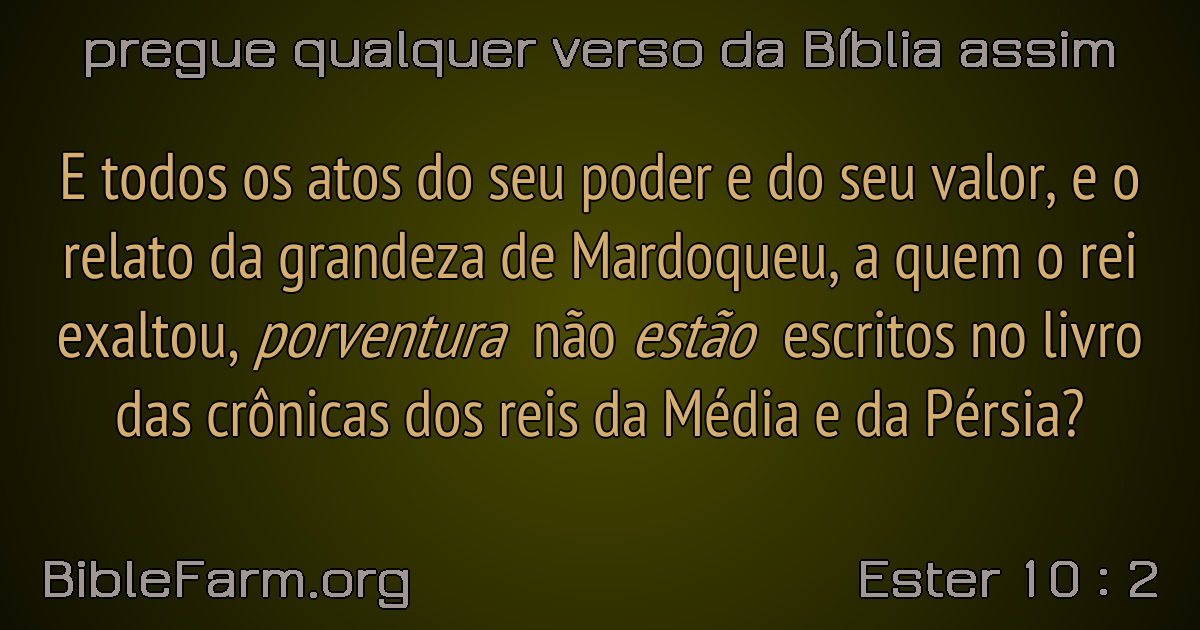 pregue qualquer verso da Bíblia assim
E todos os atos do seu poder e do seu valor, e o
relato da grandeza de Mardoqueu, a quem o rei
exaltou, porventura não estão escritos no livro
das crônicas dos reis da Média e da Pérsia?
BibleFarm.org
Ester 10 : 2